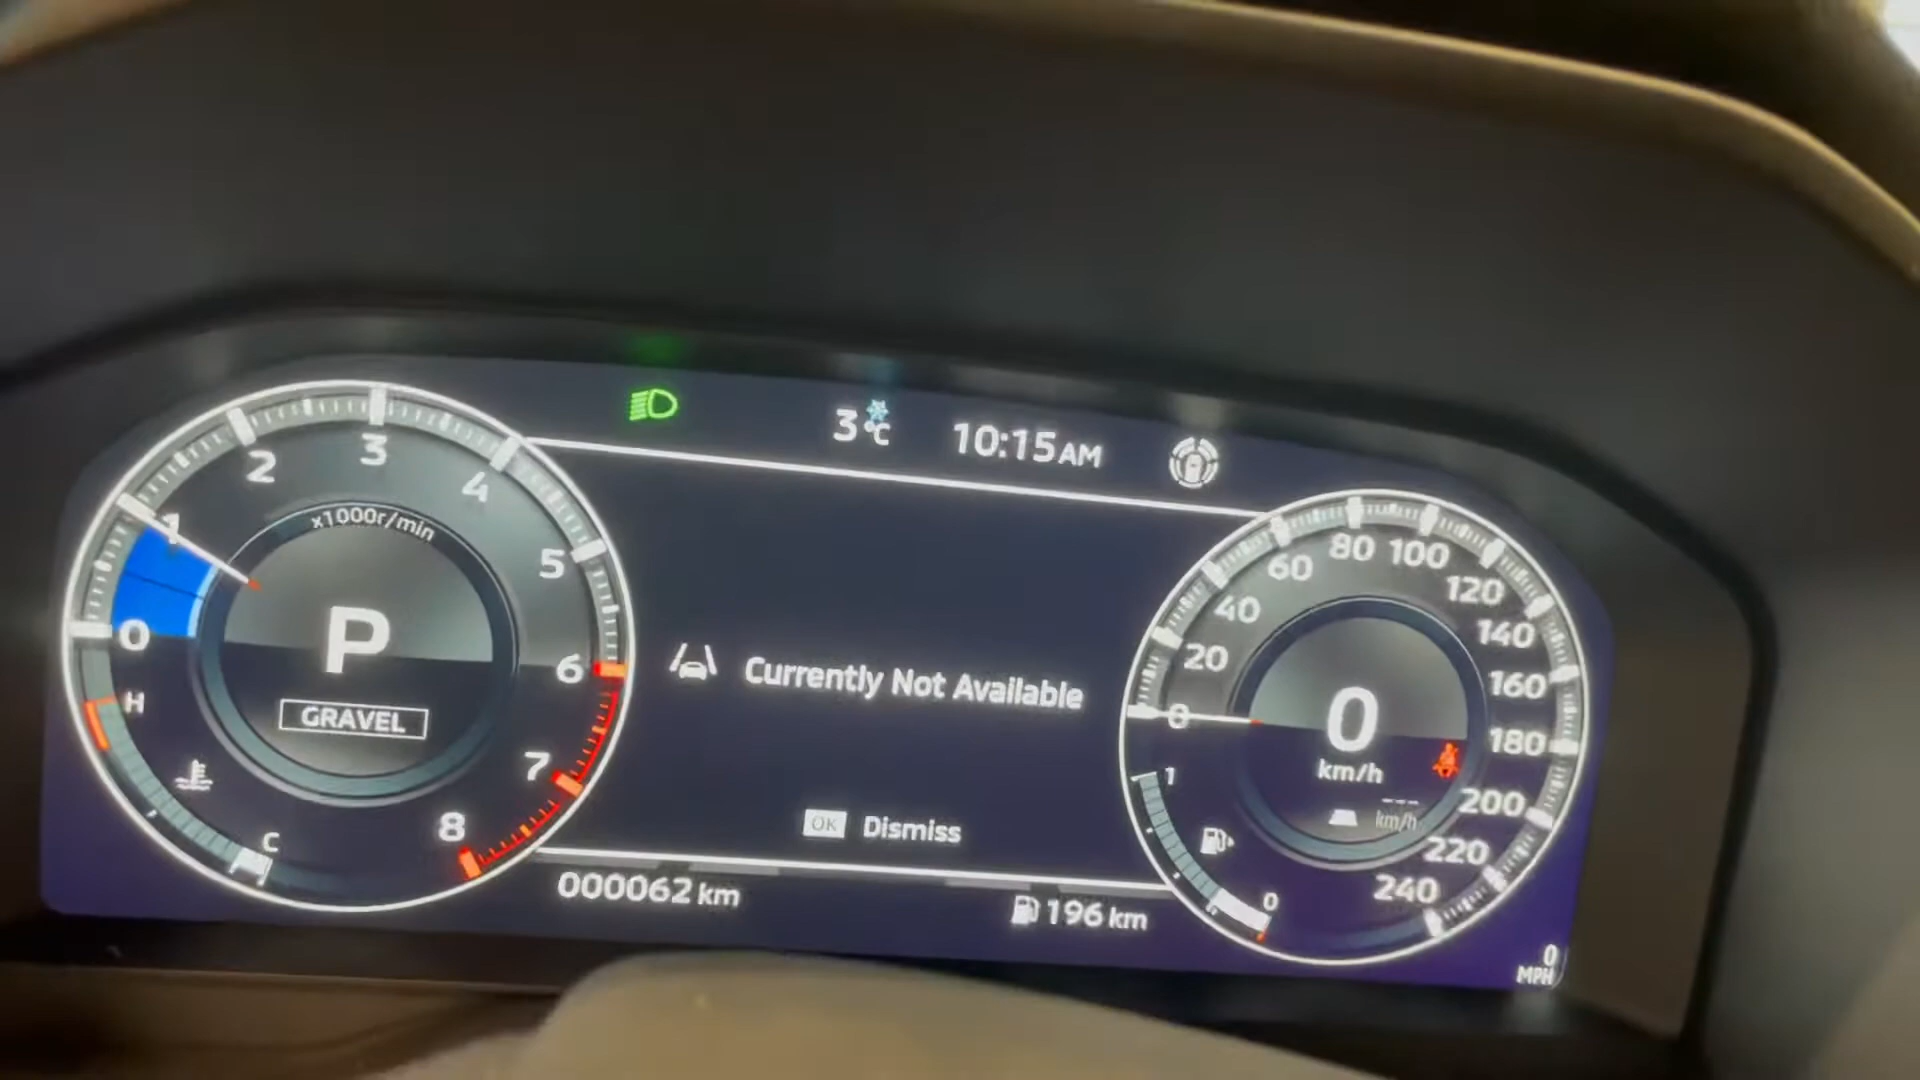 3°C 10:15AM
0
1
2
3
4
5
6
7
8
x1000r/min
P
GRAVEL
H
C
Currently Not Available
OK Dismiss
000062 km
196 km
0
20
40
60
80
100
120
140
160
180
200
220
240
0
km/h
---
km/h
1
0
0
MPH